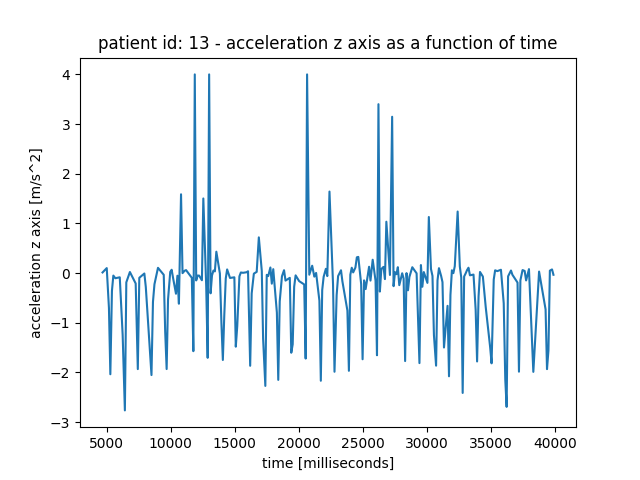 patient id: 13 - acceleration z axis as a function of time
acceleration z axis [m/s^2]
4
3
2
1
0
−1
−2
−3
5000 10000 15000 20000 25000 30000 35000 40000
time [milliseconds]